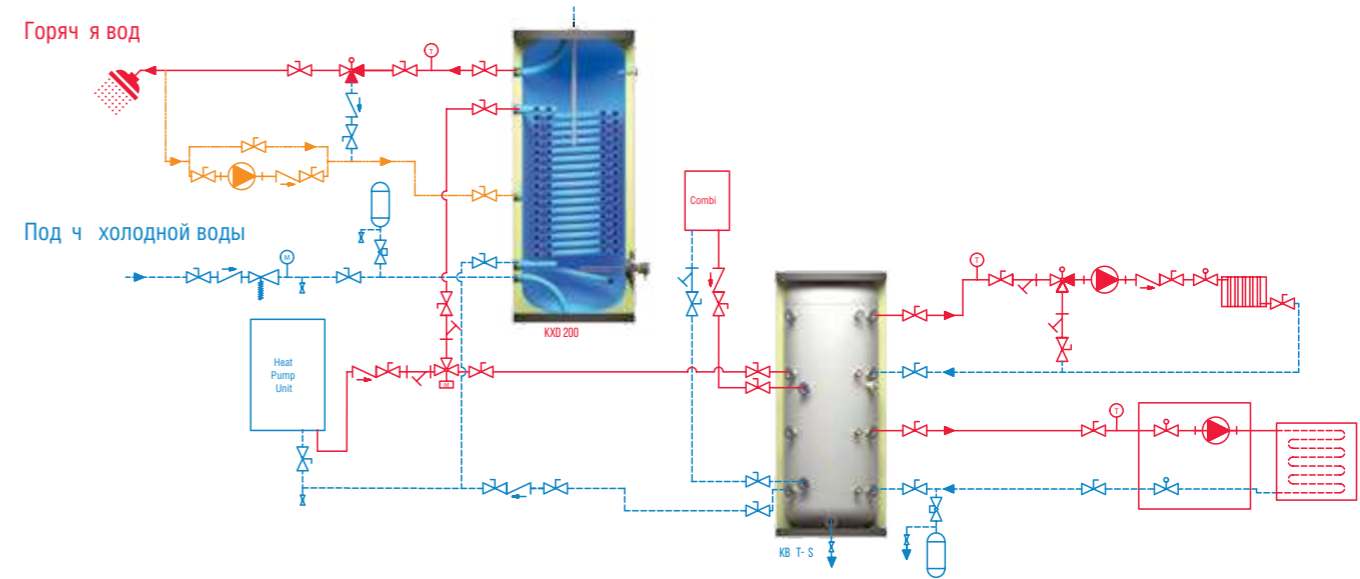 Горяч я вод
T
Combi
Под ч холодной воды
M
T
KXD 200
Heat
Pump
Unit
M
T
KB T- S